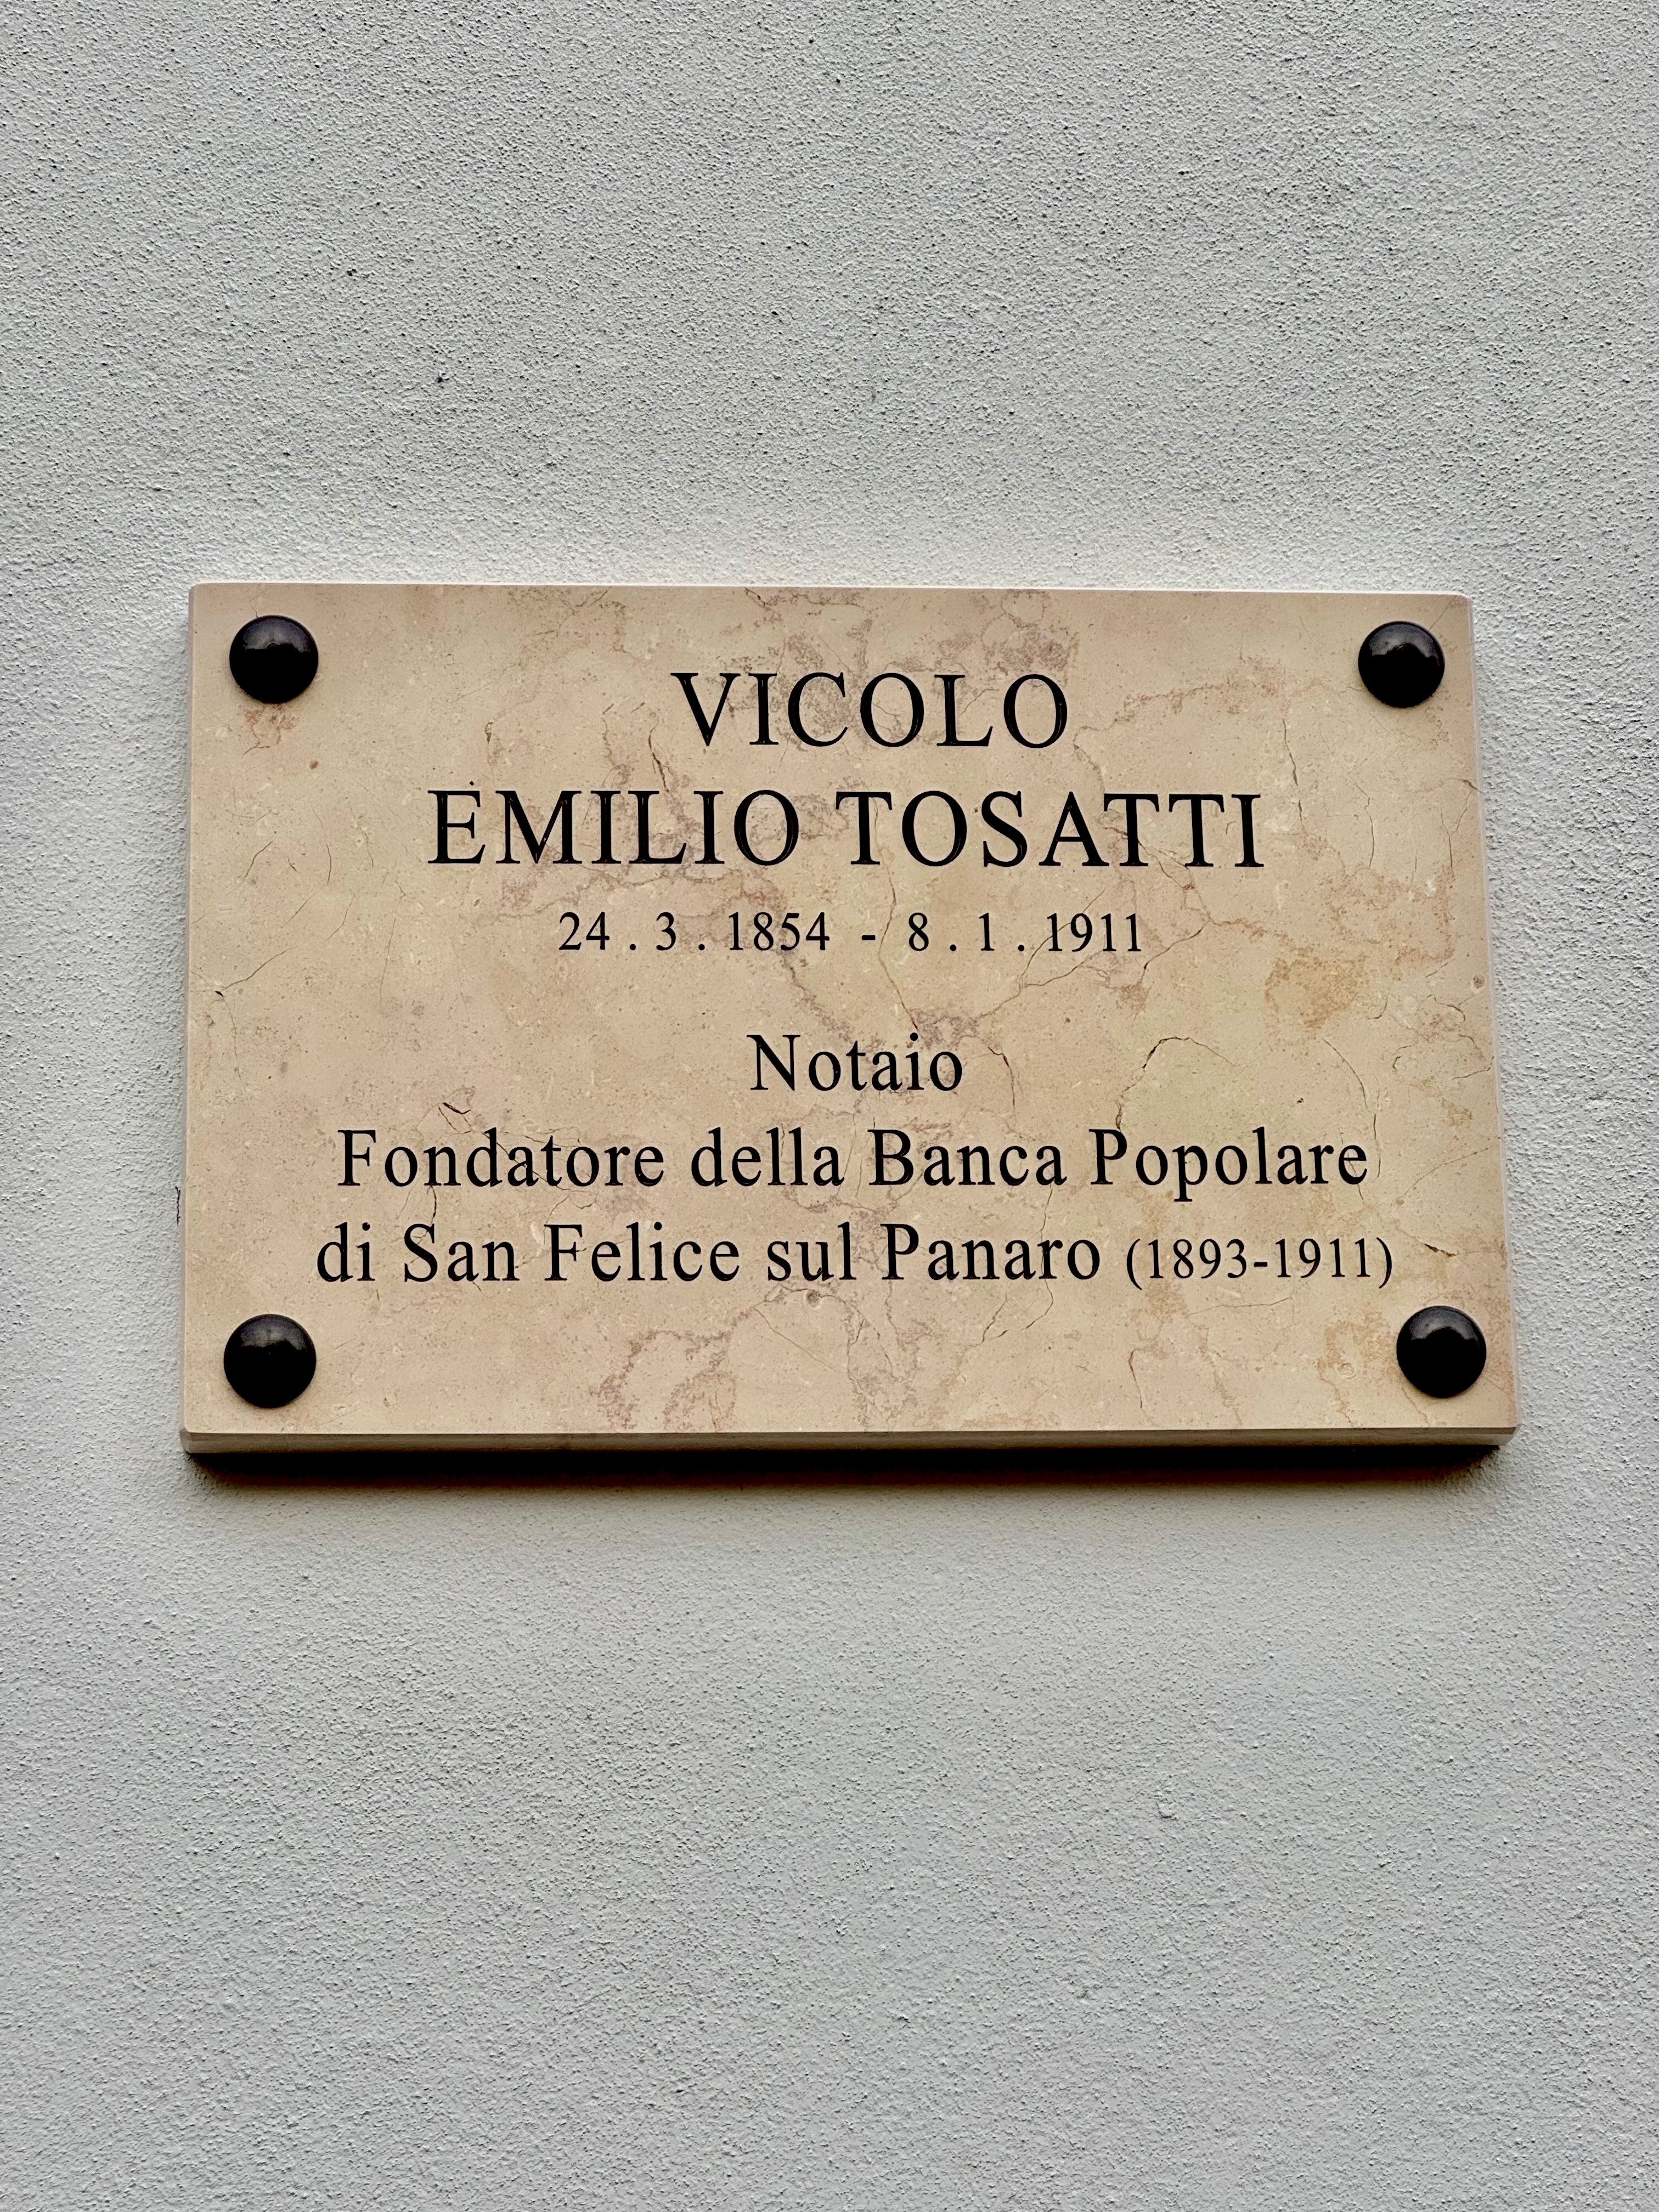 VICOLO
EMILIO TOSATTI
24 . 3 . 1854 - 8 . 1 . 1911
Notaio
Fondatore della Banca Popolare
di San Felice sul Panaro (1893-1911)